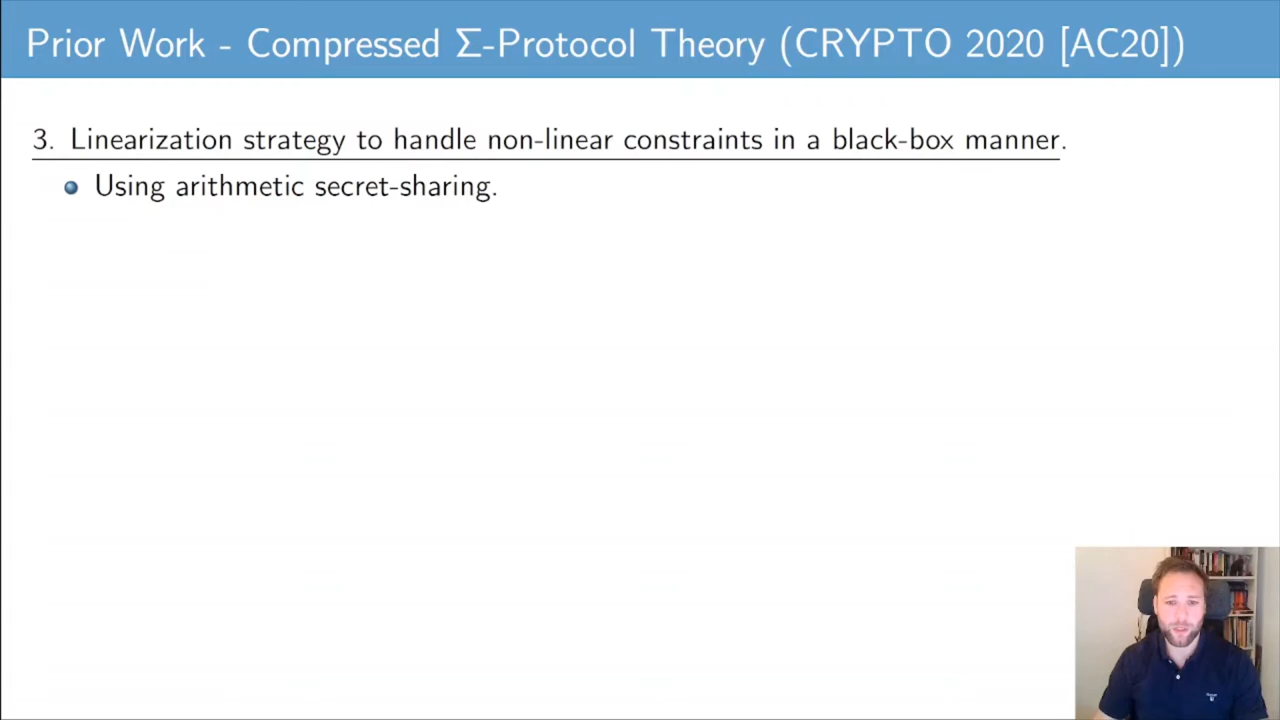 Prior Work - Compressed Σ-Protocol Theory (CRYPTO 2020 [AC20])
3. Linearization strategy to handle non-linear constraints in a black-box manner.
Using arithmetic secret-sharing.